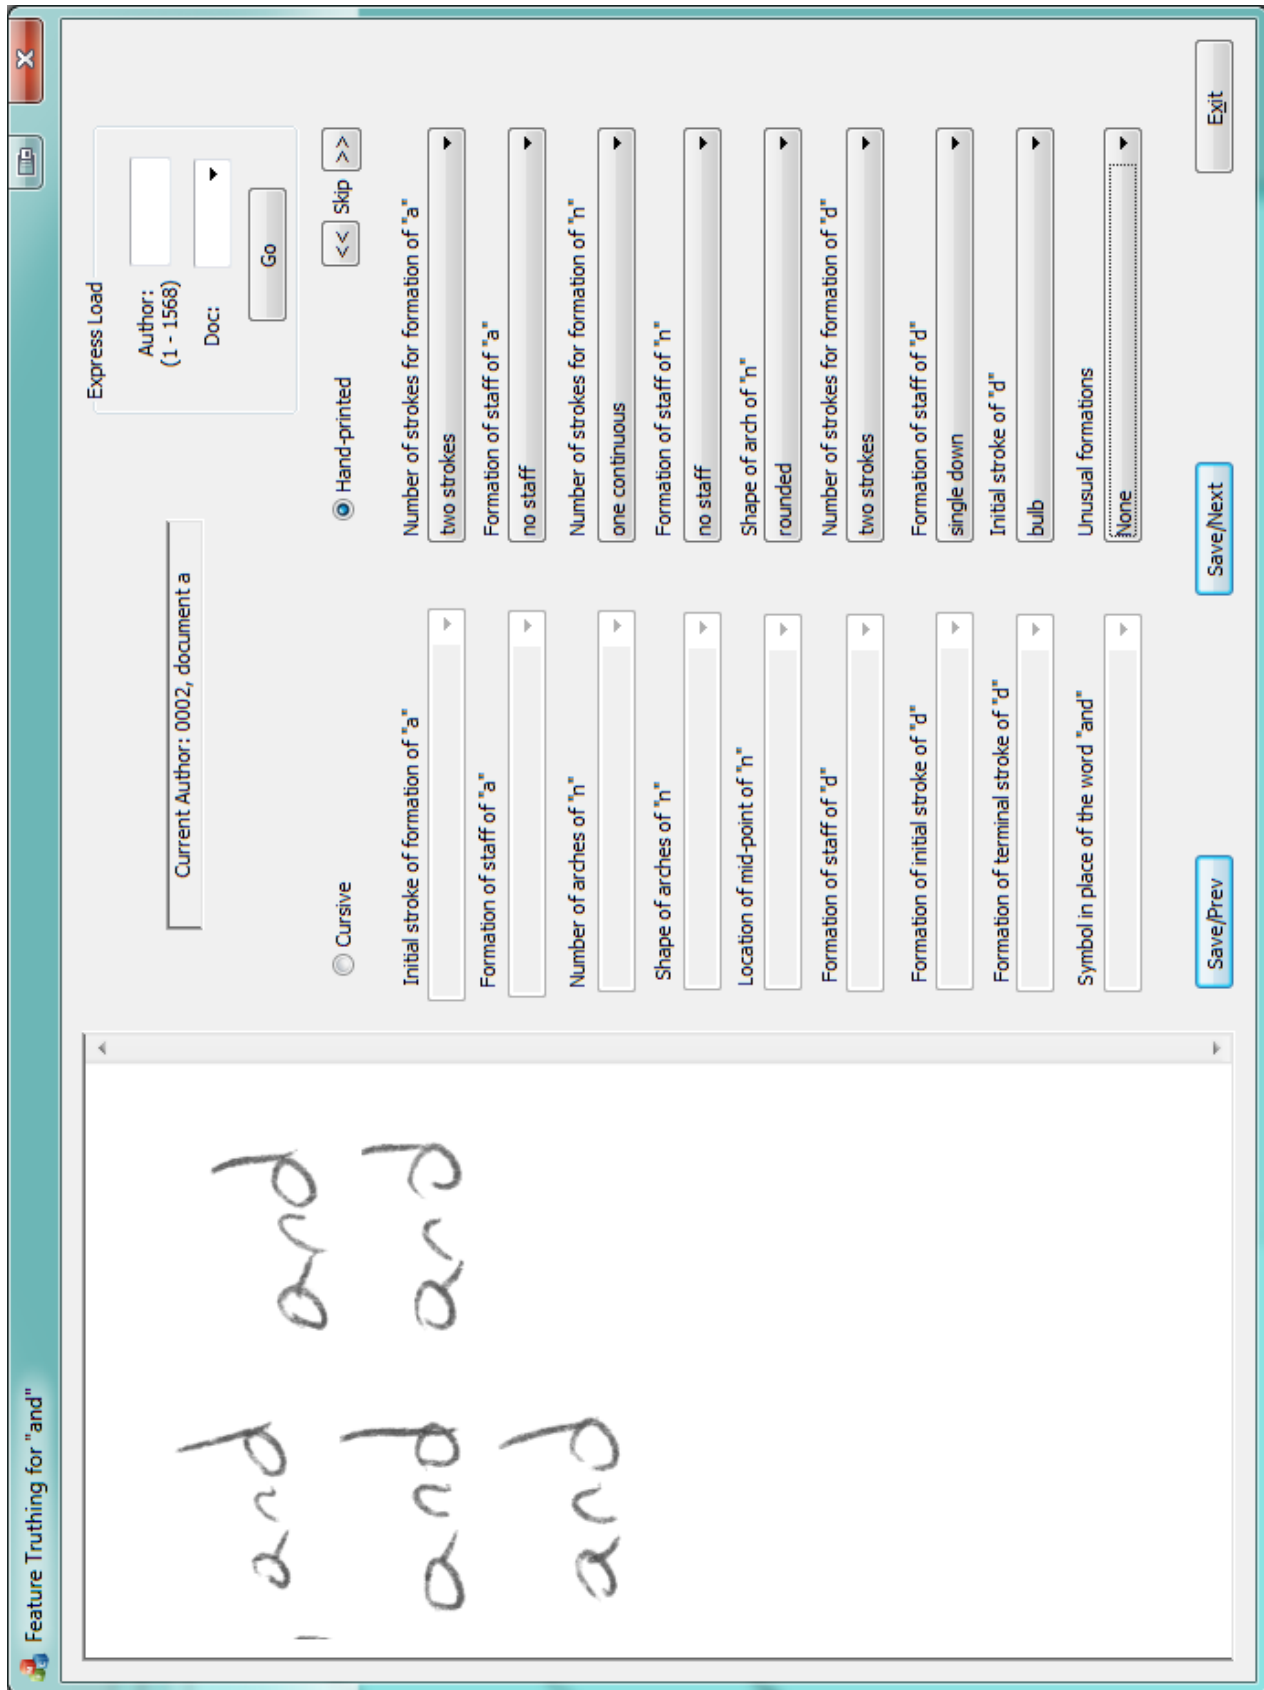 Feature Truthing for "and"
and and
and and
and
Current Author: 0002, document a
Express Load
Author:
(1 - 1568)
Doc:
Go
Cursive
Hand-printed
<< Skip >>
Initial stroke of formation of "a"
Number of strokes for formation of "a"
two strokes
Formation of staff of "a"
Formation of staff of "a"
no staff
Number of arches of "n"
Number of strokes for formation of "n"
one continuous
Shape of arches of "n"
Formation of staff of "n"
no staff
Location of mid-point of "n"
Shape of arch of "n"
rounded
Formation of staff of "d"
Number of strokes for formation of "d"
two strokes
Formation of initial stroke of "d"
Formation of staff of "d"
single down
Formation of terminal stroke of "d"
Initial stroke of "d"
bulb
Symbol in place of the word "and"
Unusual formations
None
Save/Prev
Save/Next
Exit